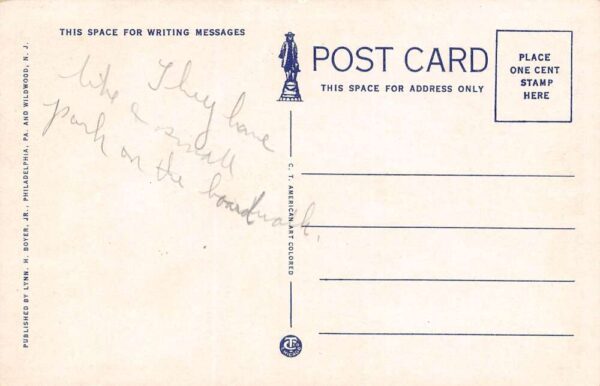 THIS SPACE FOR WRITING MESSAGES
They have
like a small
park on the boardwalk.
POST CARD
THIS SPACE FOR ADDRESS ONLY
PLACE
ONE CENT
STAMP
HERE
C. T. AMERICAN ART COLORED
PUBLISHED BY LYNN. H. BOYER, JR., PHILADELPHIA, PA. AND WILDWOOD, N. J.